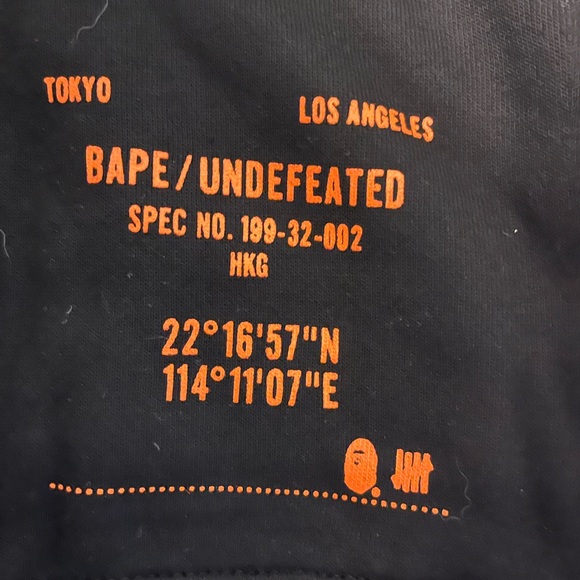 TOKYO
LOS ANGELES
BAPE/UNDEFEATED
SPEC NO. 199-32-002
HKG
22°16'57"N
114°11'07"E